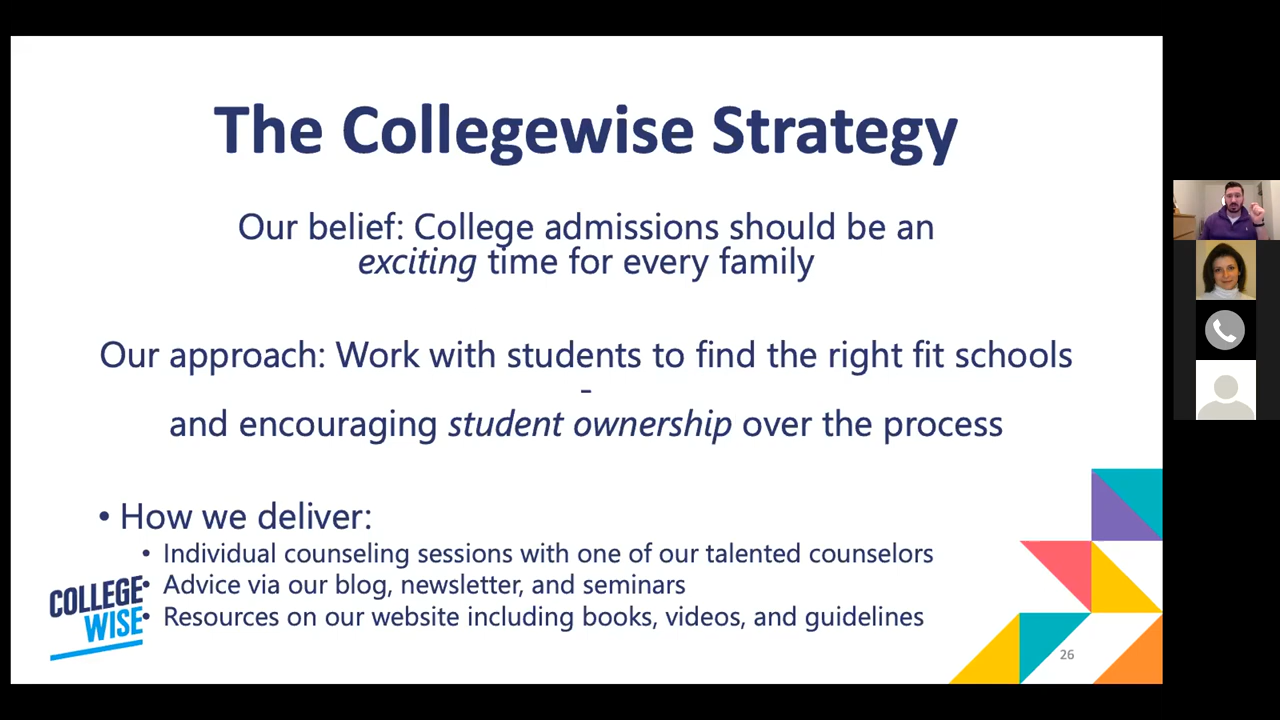 The Collegewise Strategy
Our belief: College admissions should be an
exciting time for every family
Our approach: Work with students to find the right fit schools
-
and encouraging student ownership over the process
• How we deliver:
• Individual counseling sessions with one of our talented counselors
• Advice via our blog, newsletter, and seminars
• Resources on our website including books, videos, and guidelines
COLLEGE
WISE
26